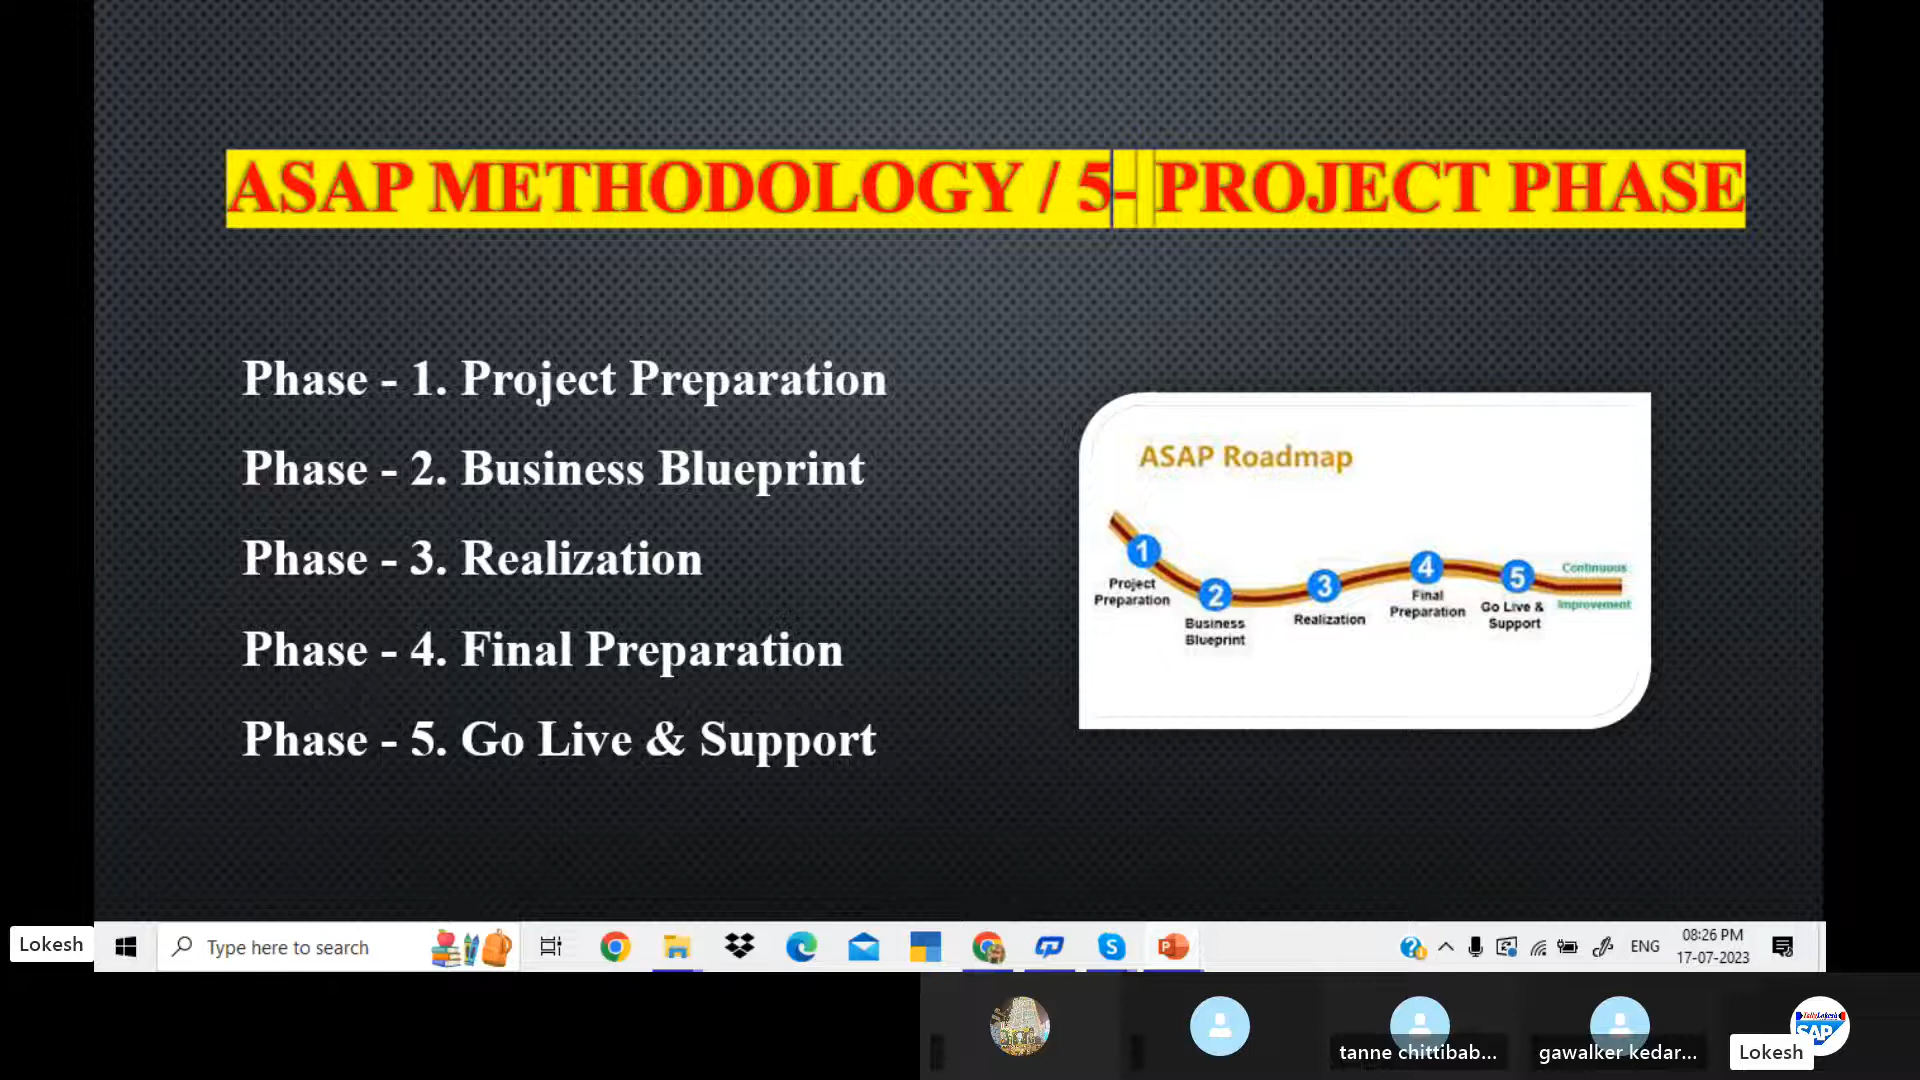 ASAP METHODOLOGY / 5- PROJECT PHASE
Phase - 1. Project Preparation
Phase - 2. Business Blueprint
Phase - 3. Realization
Phase - 4. Final Preparation
Phase - 5. Go Live & Support
ASAP Roadmap
1
Project
Preparation
2
Business
Blueprint
3
Realization
4
Final
Preparation
5
Go Live &
Support
Continuous
Improvement
Lokesh
Type here to search
ENG
08:26 PM
17-07-2023
tanne chittibab...
gawalker kedar...
Lokesh
SAP